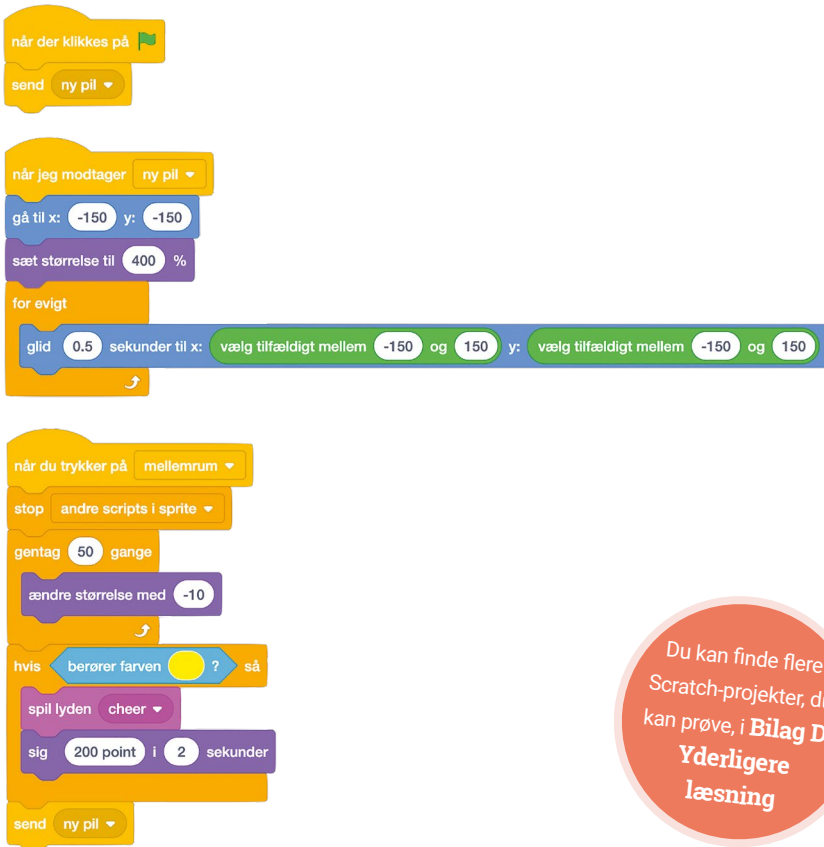 når der klikkes på
send ny pil
når jeg modtager ny pil
gå til x: -150 y: -150
sæt størrelse til 400 %
for evigt
glid 0.5 sekunder til x: vælg tilfældigt mellem -150 og 150 y: vælg tilfældigt mellem -150 og 150
når du trykker på mellemrum
stop andre scripts i sprite
gentag 50 gange
ændre størrelse med -10
hvis berører farven ? så
spil lyden cheer
sig 200 point i 2 sekunder
send ny pil
Du kan finde flere
Scratch-projekter, du
kan prøve, i Bilag D
Yderligere
læsning